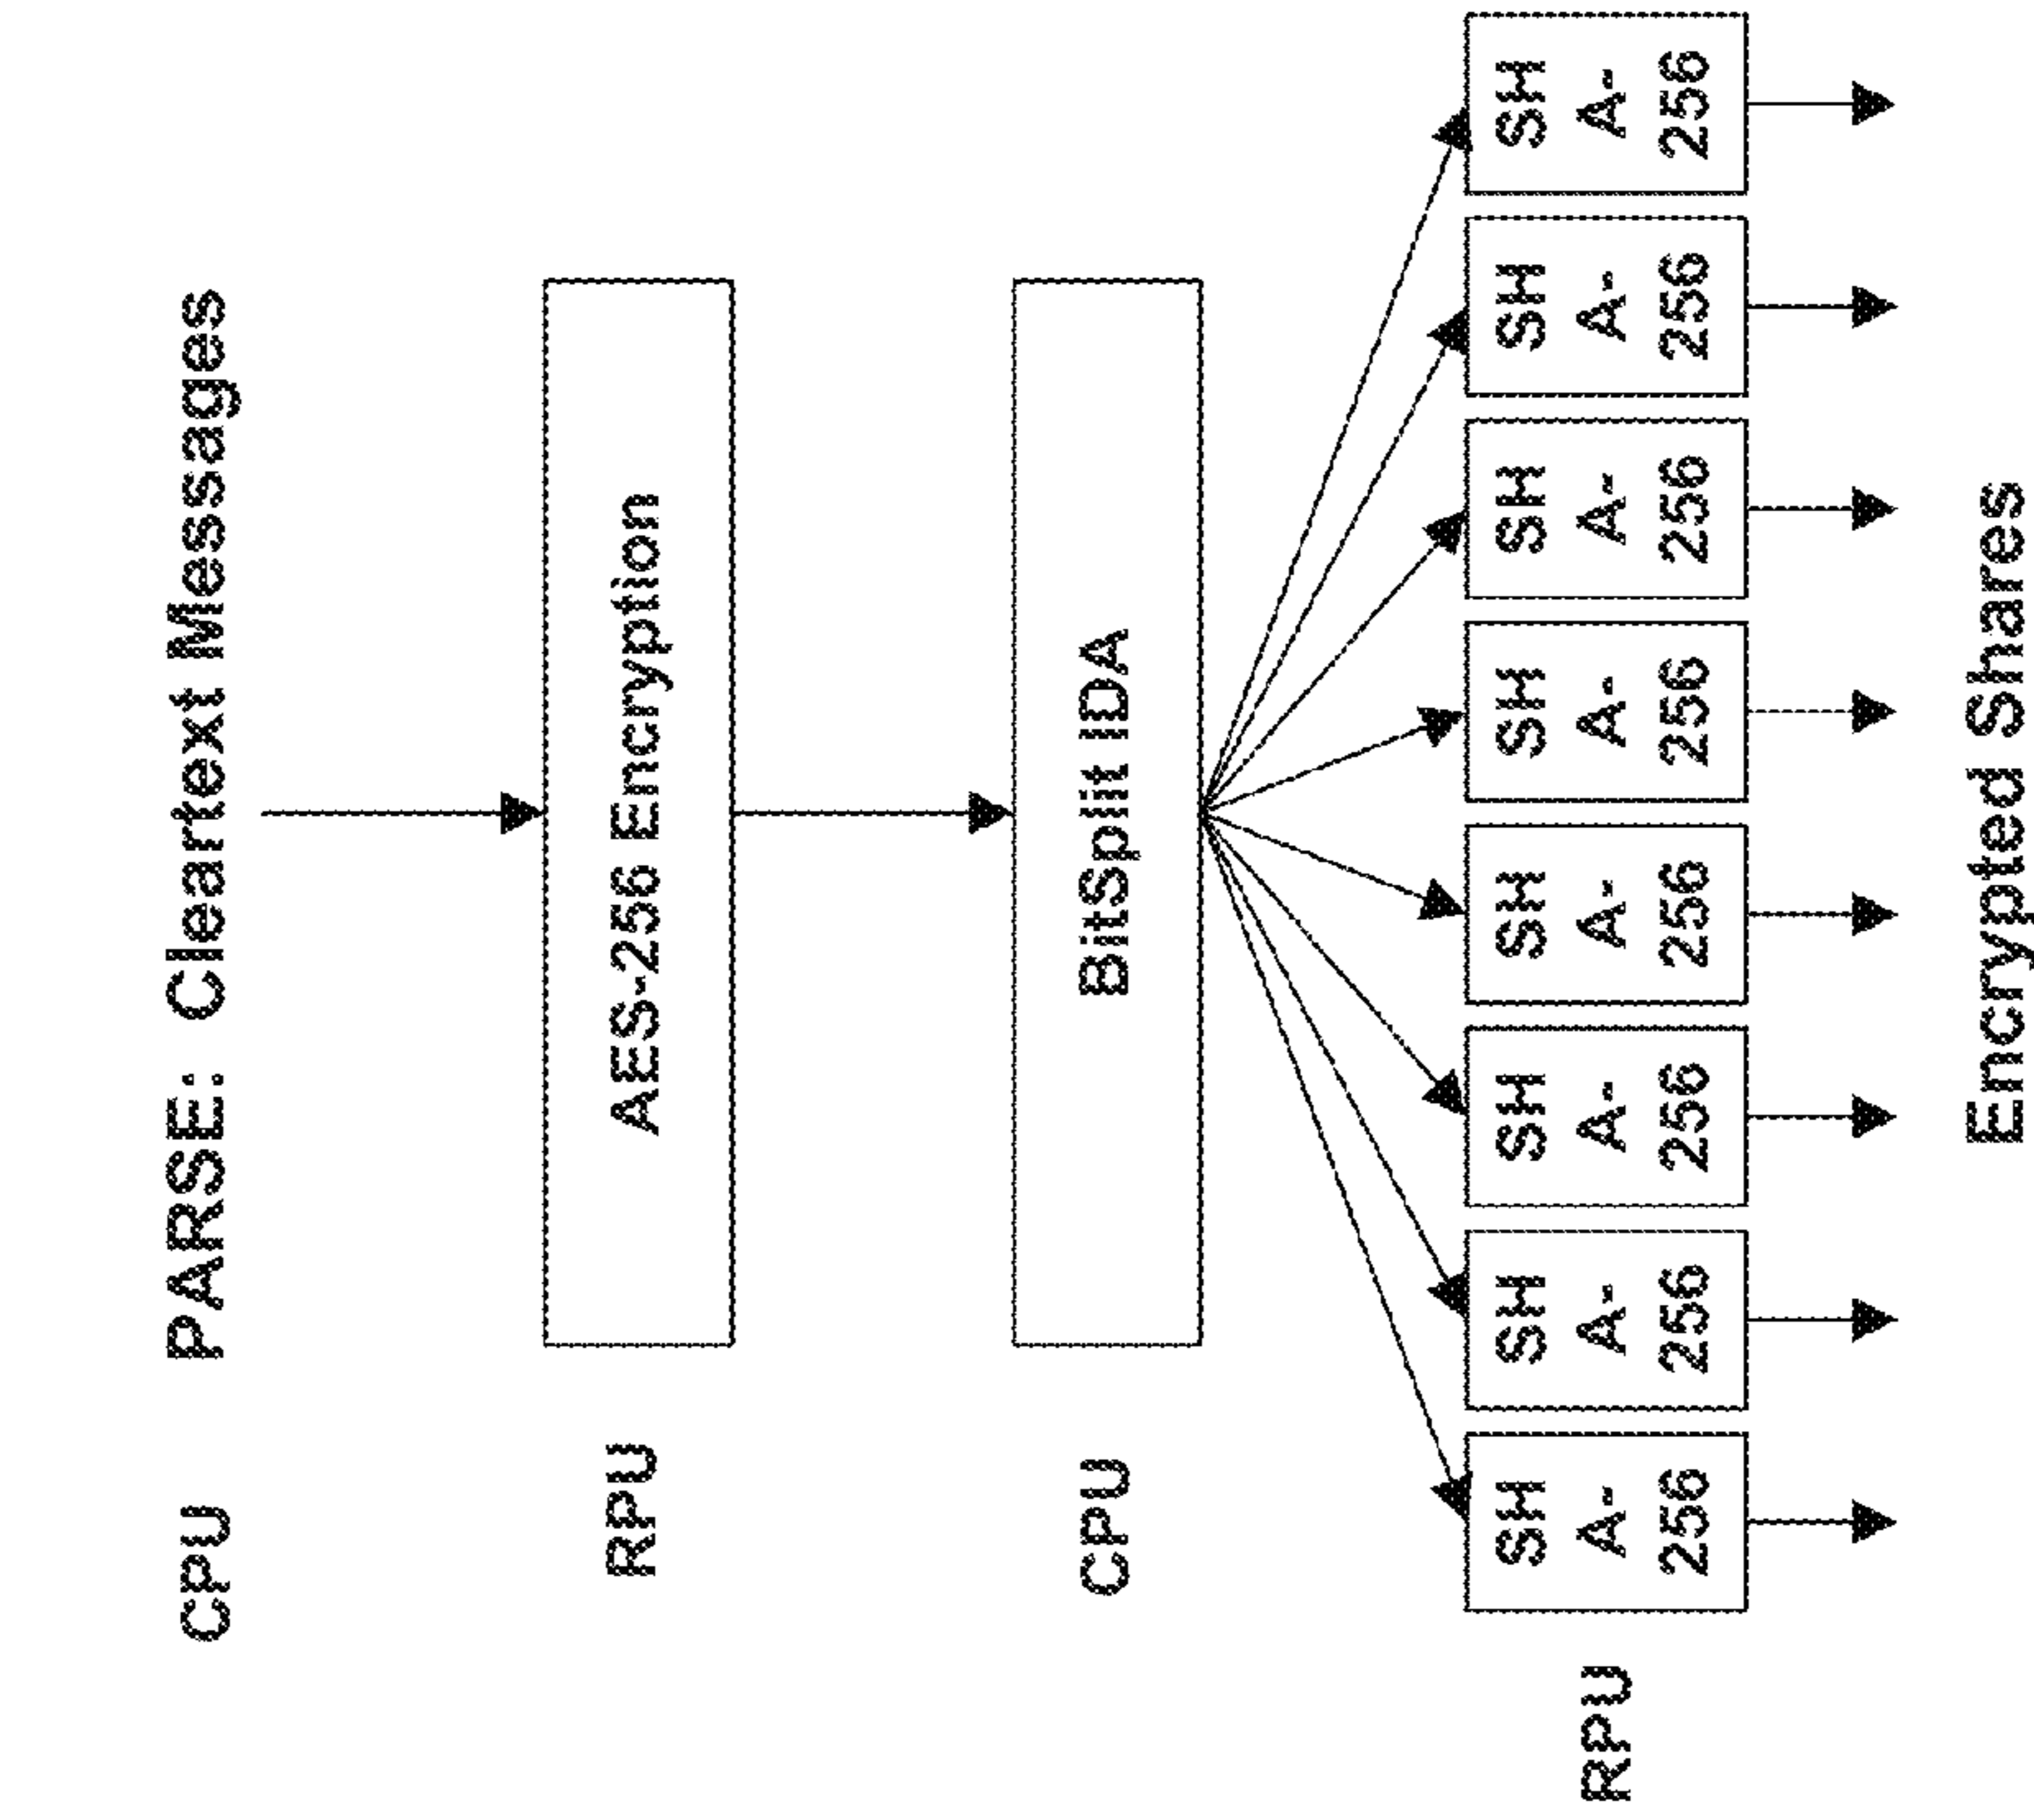 CPU PARSE: Cleartext Messages
RPU AES-256 Encryption
CPU BitSplit IDA
RPU
SH
A-
256
SH
A-
256
SH
A-
256
SH
A-
256
SH
A-
256
SH
A-
256
SH
A-
256
SH
A-
256
Encrypted Shares